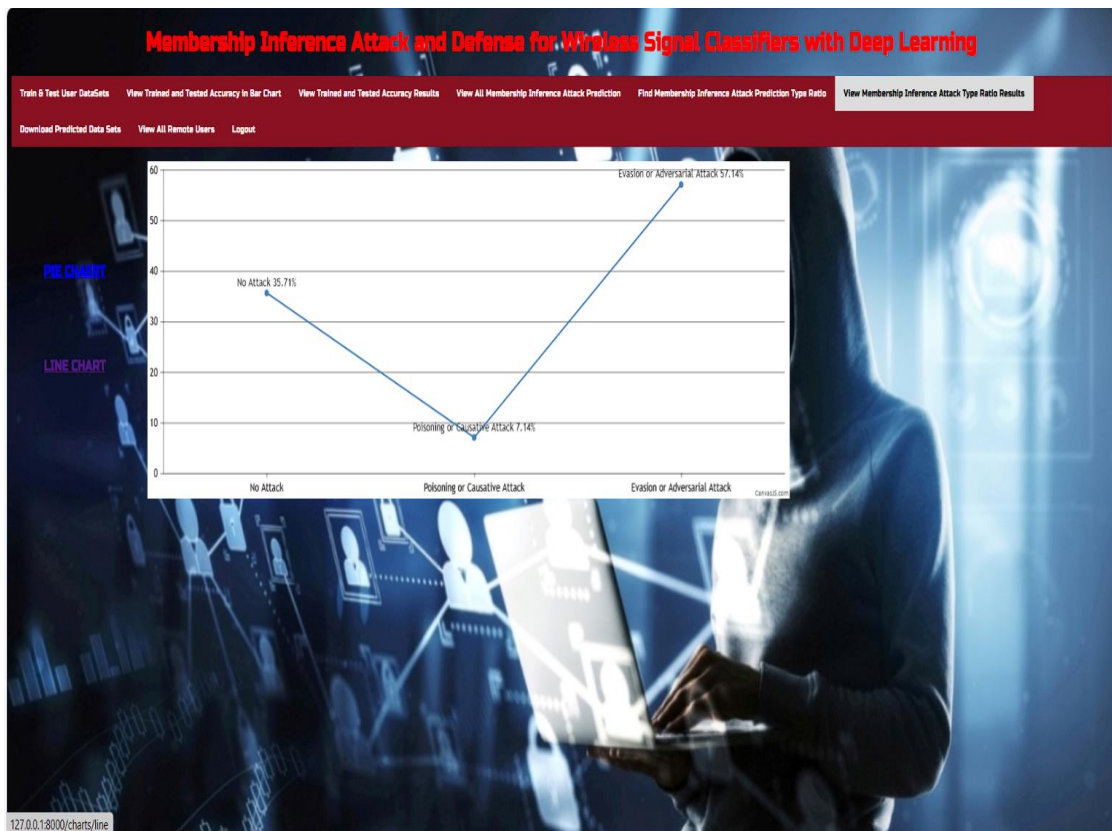 Membership Inference Attack and Defense for Wireless Signal Classifiers with Deep Learning
Train & Test User DataSets View Trained and Tested Accuracy in Bar Chart View Trained and Tested Accuracy Results View All Membership Inference Attack Prediction Find Membership Inference Attack Prediction Type Ratio View Membership Inference Attack Type Ratio Results
Download Predicted Data Sets View All Remote Users Logout
PIE CHART
LINE CHART
60
50
40
30
20
10
0
Evasion or Adversarial Attack 57.14%
No Attack 35.71%
Poisoning or Causative Attack 7.14%
No Attack Poisoning or Causative Attack Evasion or Adversarial Attack
CanvasJS.com
127.0.0.1:8000/charts/line